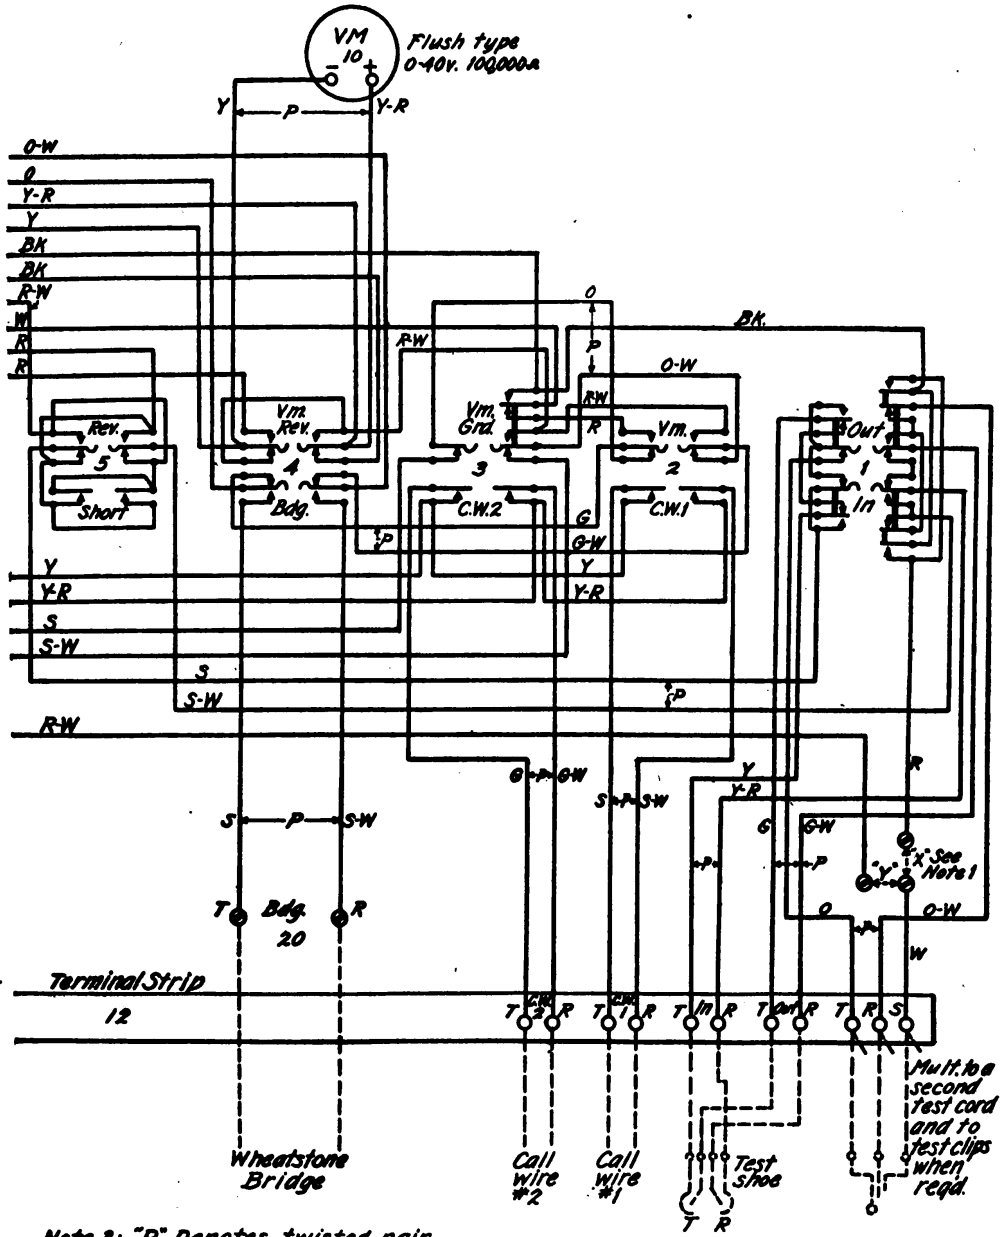 VM
10
- +
Flush type
0-40v. 100,000Ω
Y
P
Y-R
O-W
O
Y-R
Y
BK
BK
R-W
W
R
R
O
P
BK.
R-W
O-W
R-W
R
Rev.
5
Short
Vm.
Rev.
4
Bdg.
Vm.
Grd.
3
C.W.2
Vm.
2
C.W.1
Out
1
In
G
P
G-W
Y
Y
Y-R
Y-R
S
S-W
S
P
S-W
R-W
R
G P G-W
Y
Y-R
S P S-W
S P S-W
G
G-W
P
P
"X" See
Note 1
"Y"
O
P
O-W
W
T Bdg. R
20
Terminal Strip
12
T C.W. 2 R
T C.W. 1 R
T In R
T Out R
T R S
Mult. to a
second
test cord
and to
test clips
when
reqd.
Wheatstone
Bridge
Call
wire
#2
Call
wire
#1
Test
shoe
T R
Note 2: "P" Denotes twisted pair